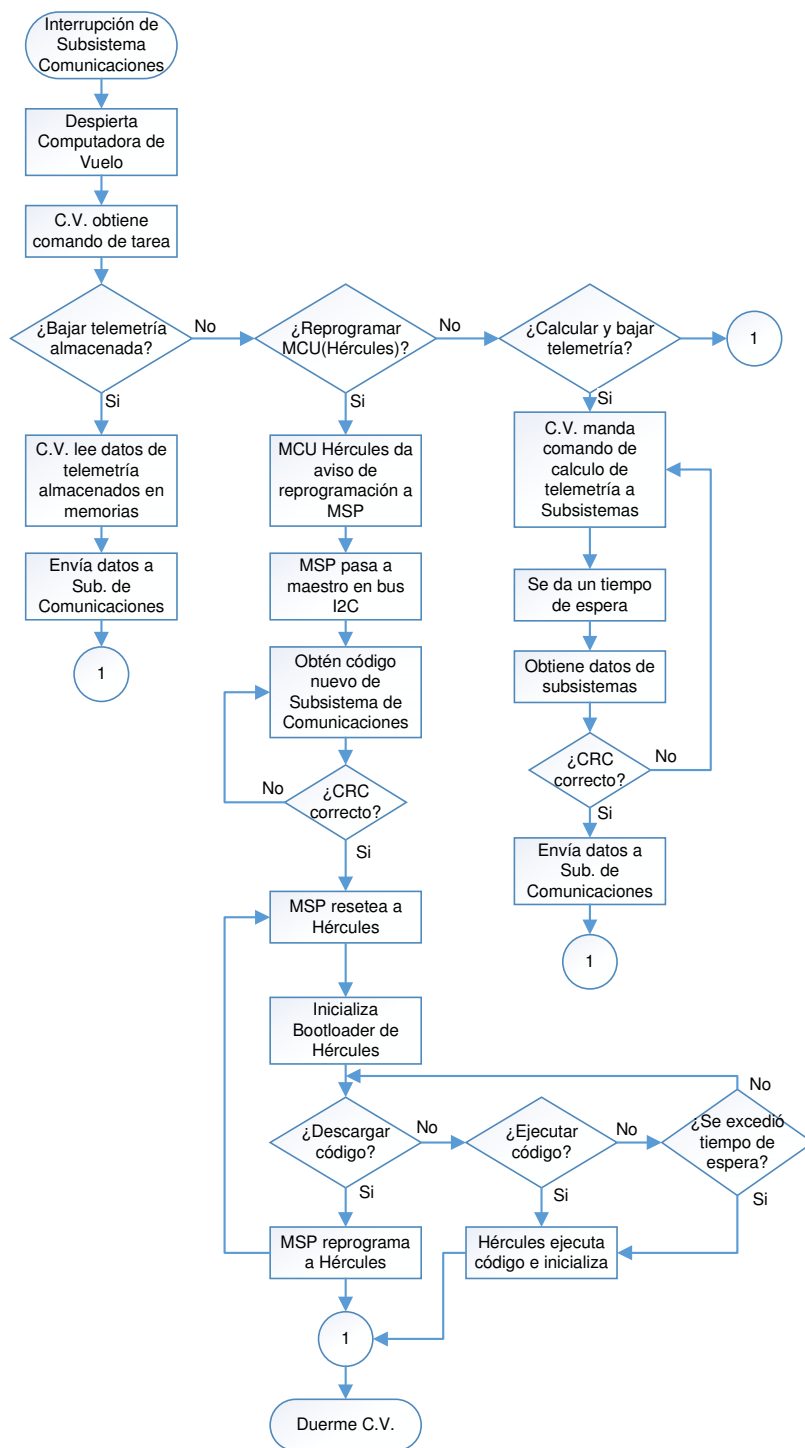 Interrupción de
Subsistema
Comunicaciones
Despierta
Computadora de
Vuelo
C.V. obtiene
comando de tarea
¿Bajar telemetría
almacenada?
No
¿Reprogramar
MCU(Hércules)?
No
¿Calcular y bajar
telemetría?
1
Si
Si
Si
C.V. lee datos de
telemetría
almacenados en
memorias
Envía datos a
Sub. de
Comunicaciones
1
MCU Hércules da
aviso de
reprogramación a
MSP
MSP pasa a
maestro en bus
I2C
Obtén código
nuevo de
Subsistema de
Comunicaciones
No
¿CRC
correcto?
Si
C.V. manda
comando de
calculo de
telemetría a
Subsistemas
Se da un tiempo
de espera
Obtiene datos de
subsistemas
¿CRC
correcto?
No
Si
Envía datos a
Sub. de
Comunicaciones
1
MSP resetea a
Hércules
Inicializa
Bootloader de
Hércules
¿Descargar
código?
No
¿Ejecutar
código?
No
¿Se excedió
tiempo de
espera?
No
Si
Si
Si
MSP reprograma
a Hércules
Hércules ejecuta
código e inicializa
1
Duerme C.V.